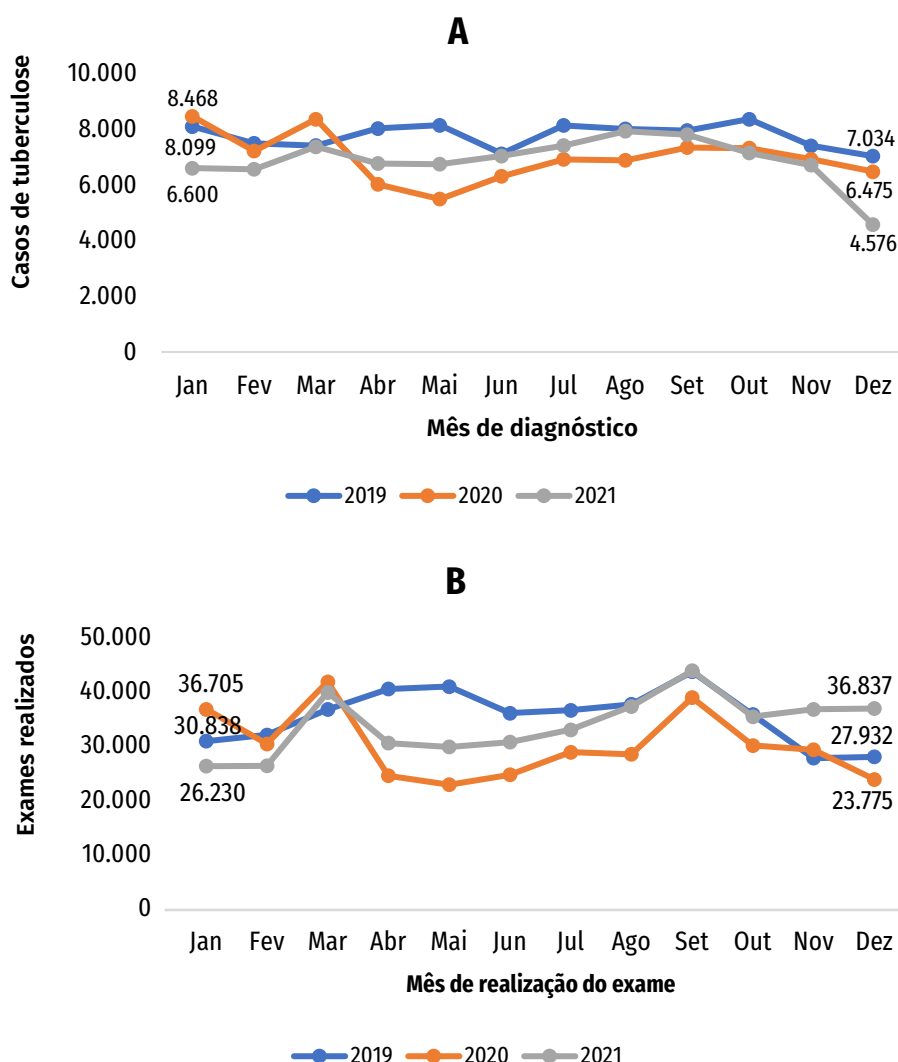 A
Casos de tuberculose
10.000
8.000
6.000
4.000
2.000
0
8.468
8.099
6.600
7.034
6.475
4.576
Jan Fev Mar Abr Mai Jun Jul Ago Set Out Nov Dez
Mês de diagnóstico
2019 2020 2021
B
Exames realizados
50.000
40.000
30.000
20.000
10.000
0
36.705
30.838
26.230
36.837
27.932
23.775
Jan Fev Mar Abr Mai Jun Jul Ago Set Out Nov Dez
Mês de realização do exame
2019 2020 2021